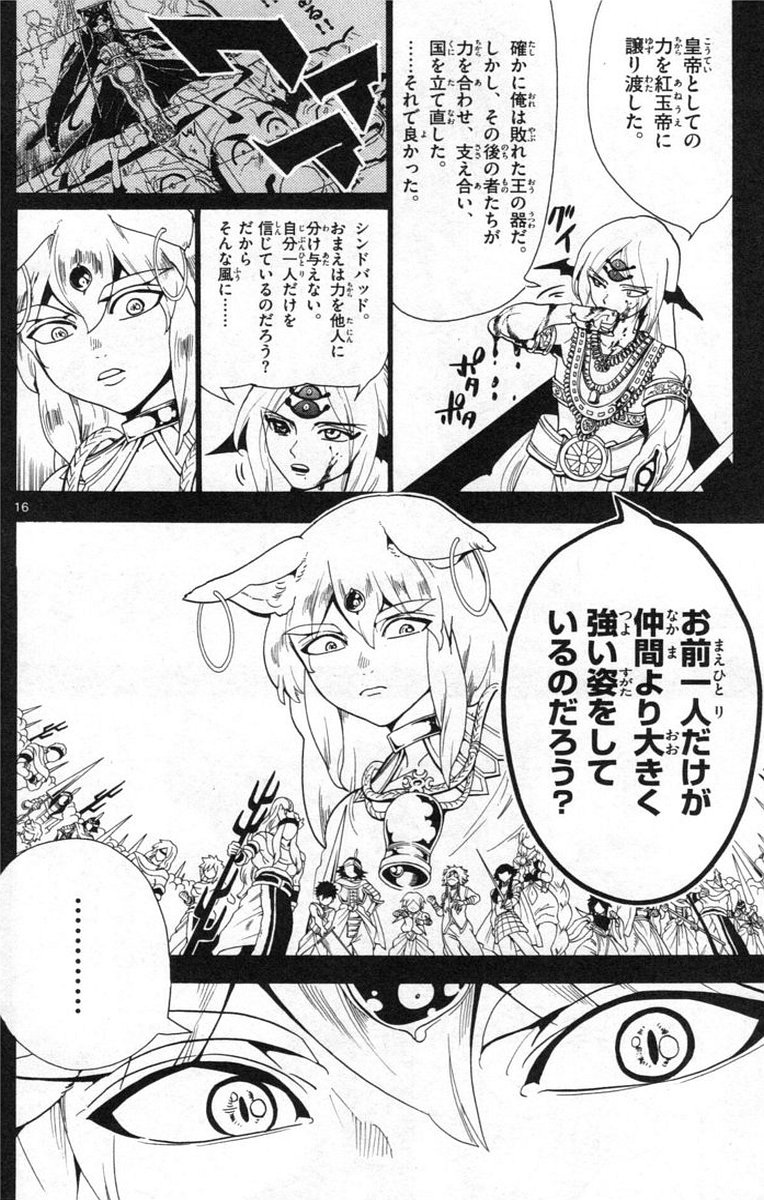 皇帝としての
力を紅玉帝に
譲り渡した。
確かに俺は敗れた王の器だ。
しかし、その後の者たちが
力を合わせ、支え合い、
国を立て直した。
……それで良かった。
グイ
ポタ
ポタ
ワァ
アア
シンドバッド。
おまえは力を他人に
分け与えない。
自分一人だけを
信じているのだろう?
だから
そんな風に……
16
お前一人だけが
仲間より大きく
強い姿をして
いるのだろう?
………